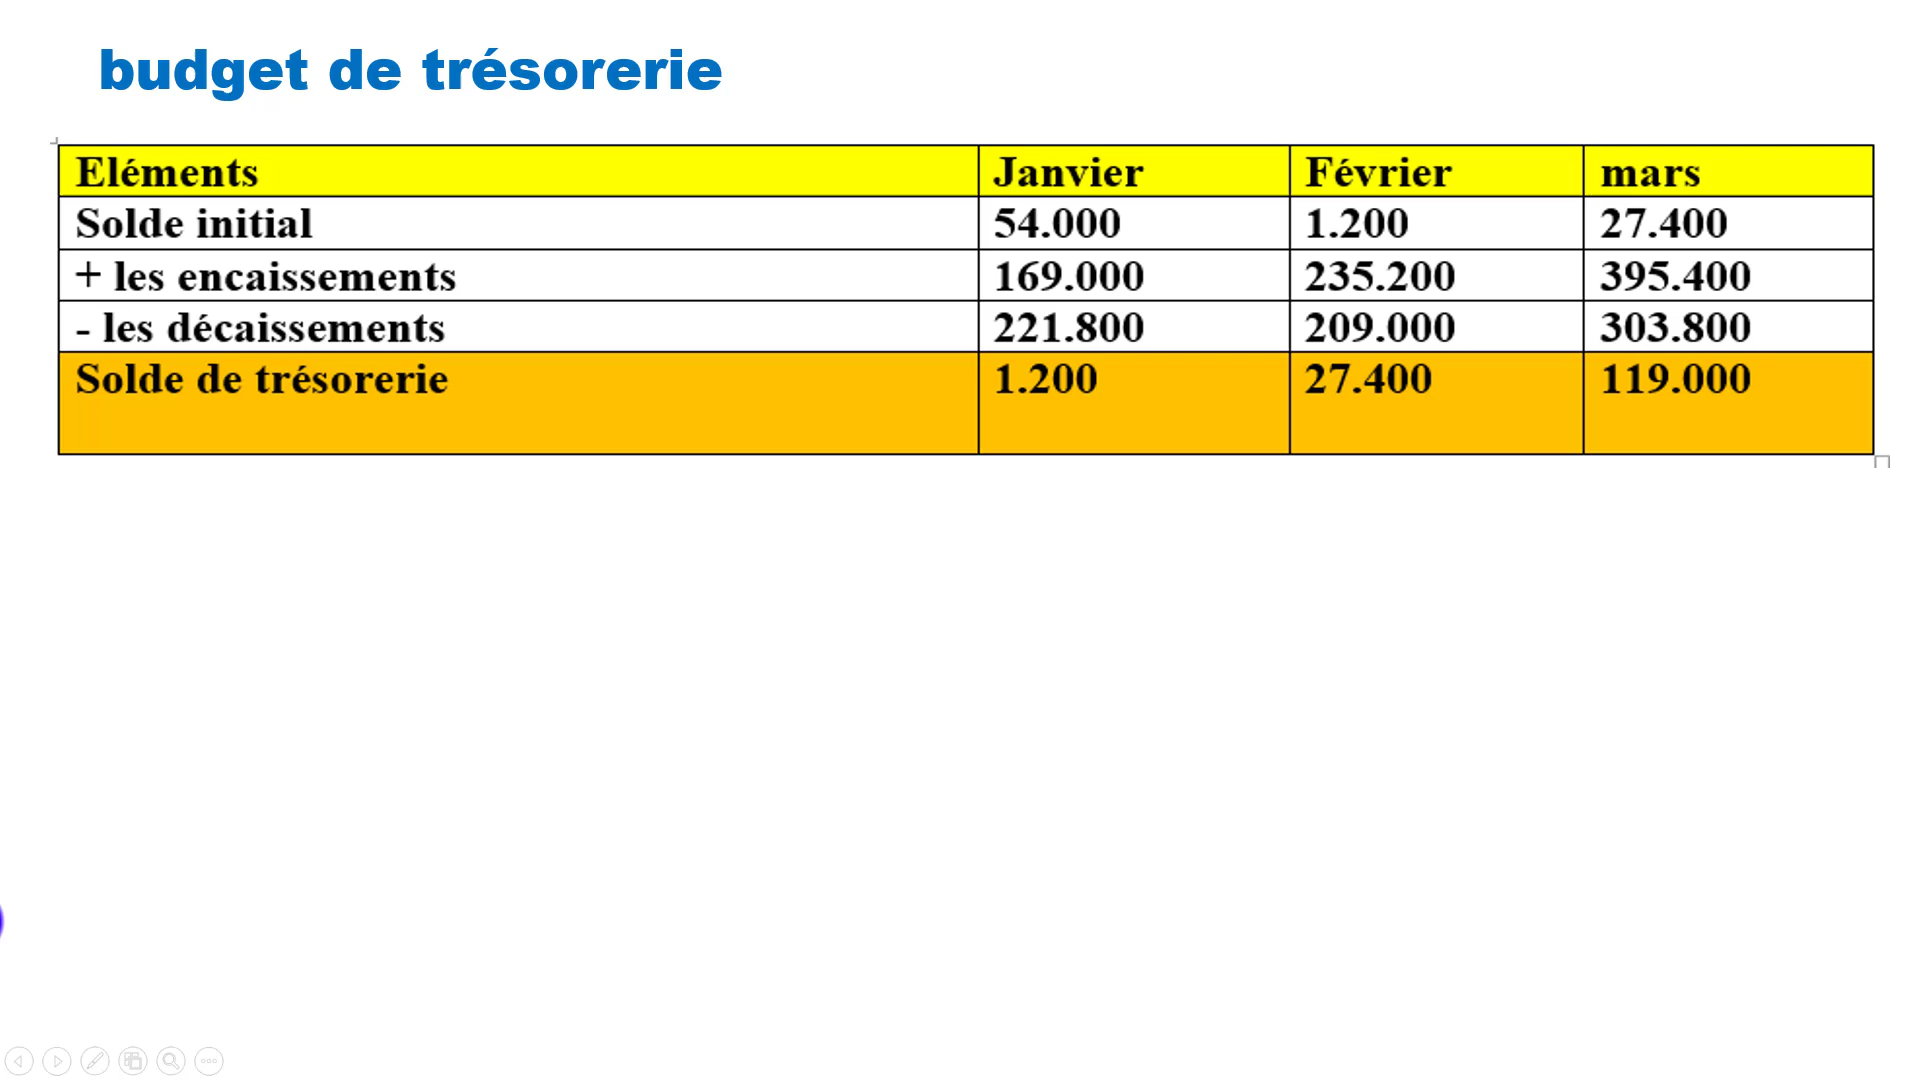 budget de trésorerie
Eléments Janvier Février mars
Solde initial 54.000 1.200 27.400
+ les encaissements 169.000 235.200 395.400
- les décaissements 221.800 209.000 303.800
Solde de trésorerie 1.200 27.400 119.000